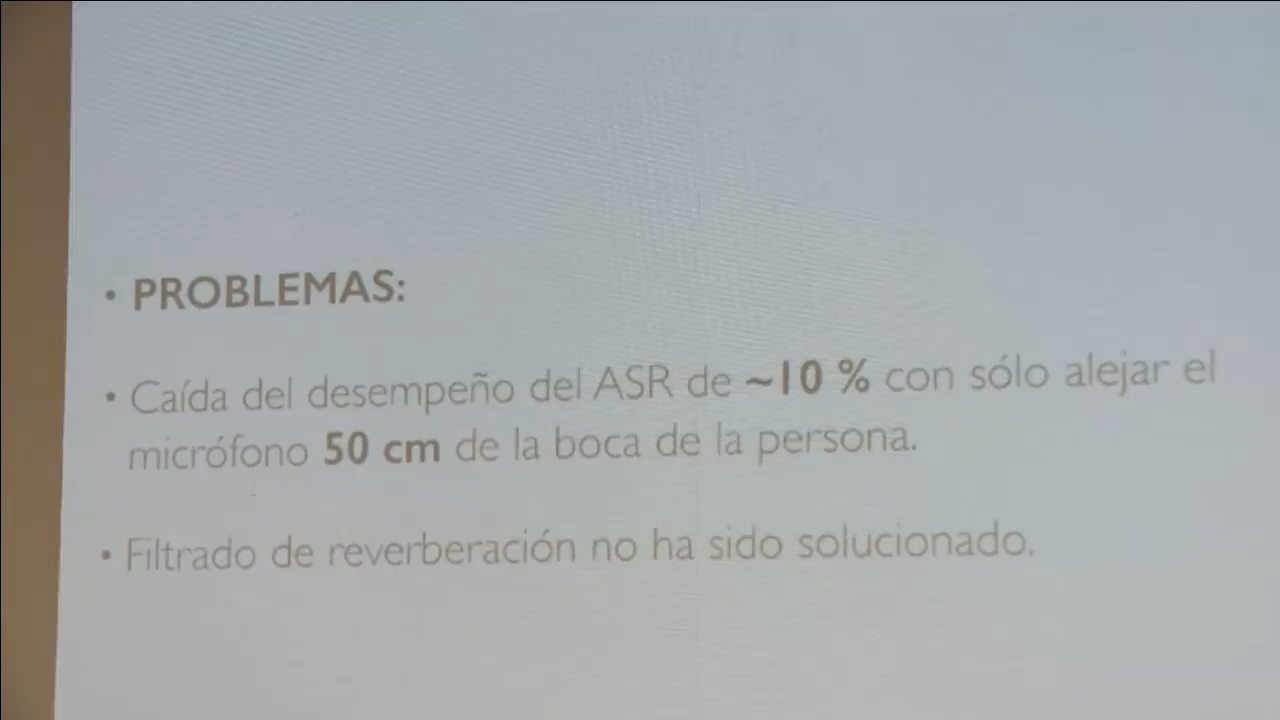 • PROBLEMAS:
• Caída del desempeño del ASR de ~10 % con sólo alejar el
micrófono 50 cm de la boca de la persona.
• Filtrado de reverberación no ha sido solucionado.